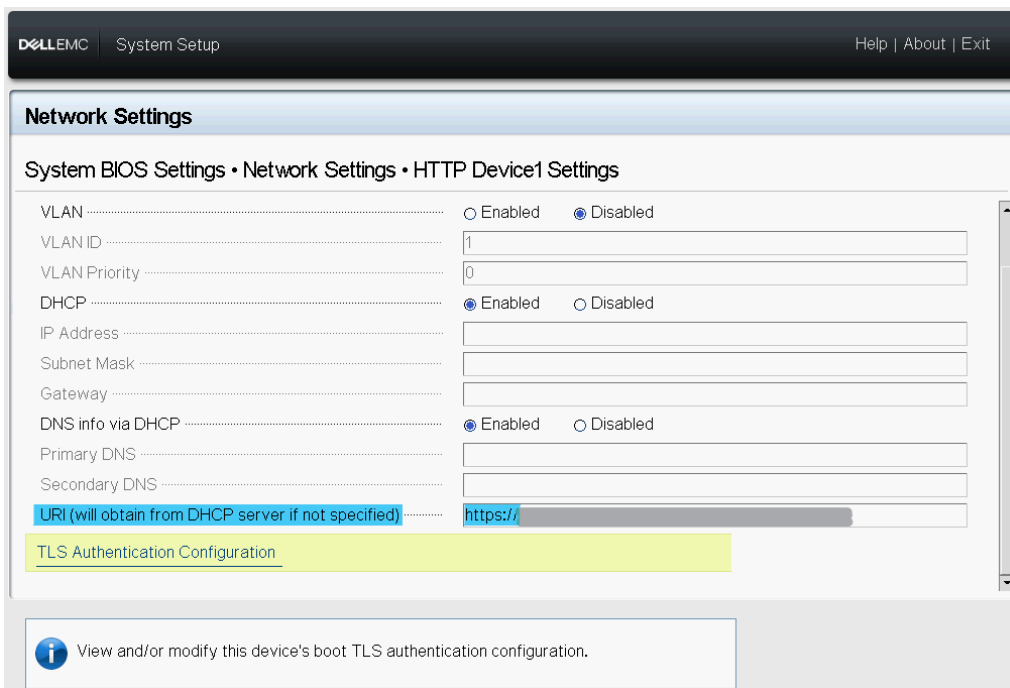 DELLEMC System Setup Help | About | Exit
Network Settings
System BIOS Settings • Network Settings • HTTP Device1 Settings
VLAN Enabled Disabled
VLAN ID 1
VLAN Priority 0
DHCP Enabled Disabled
IP Address
Subnet Mask
Gateway
DNS info via DHCP Enabled Disabled
Primary DNS
Secondary DNS
URI (will obtain from DHCP server if not specified) https://
TLS Authentication Configuration
View and/or modify this device's boot TLS authentication configuration.